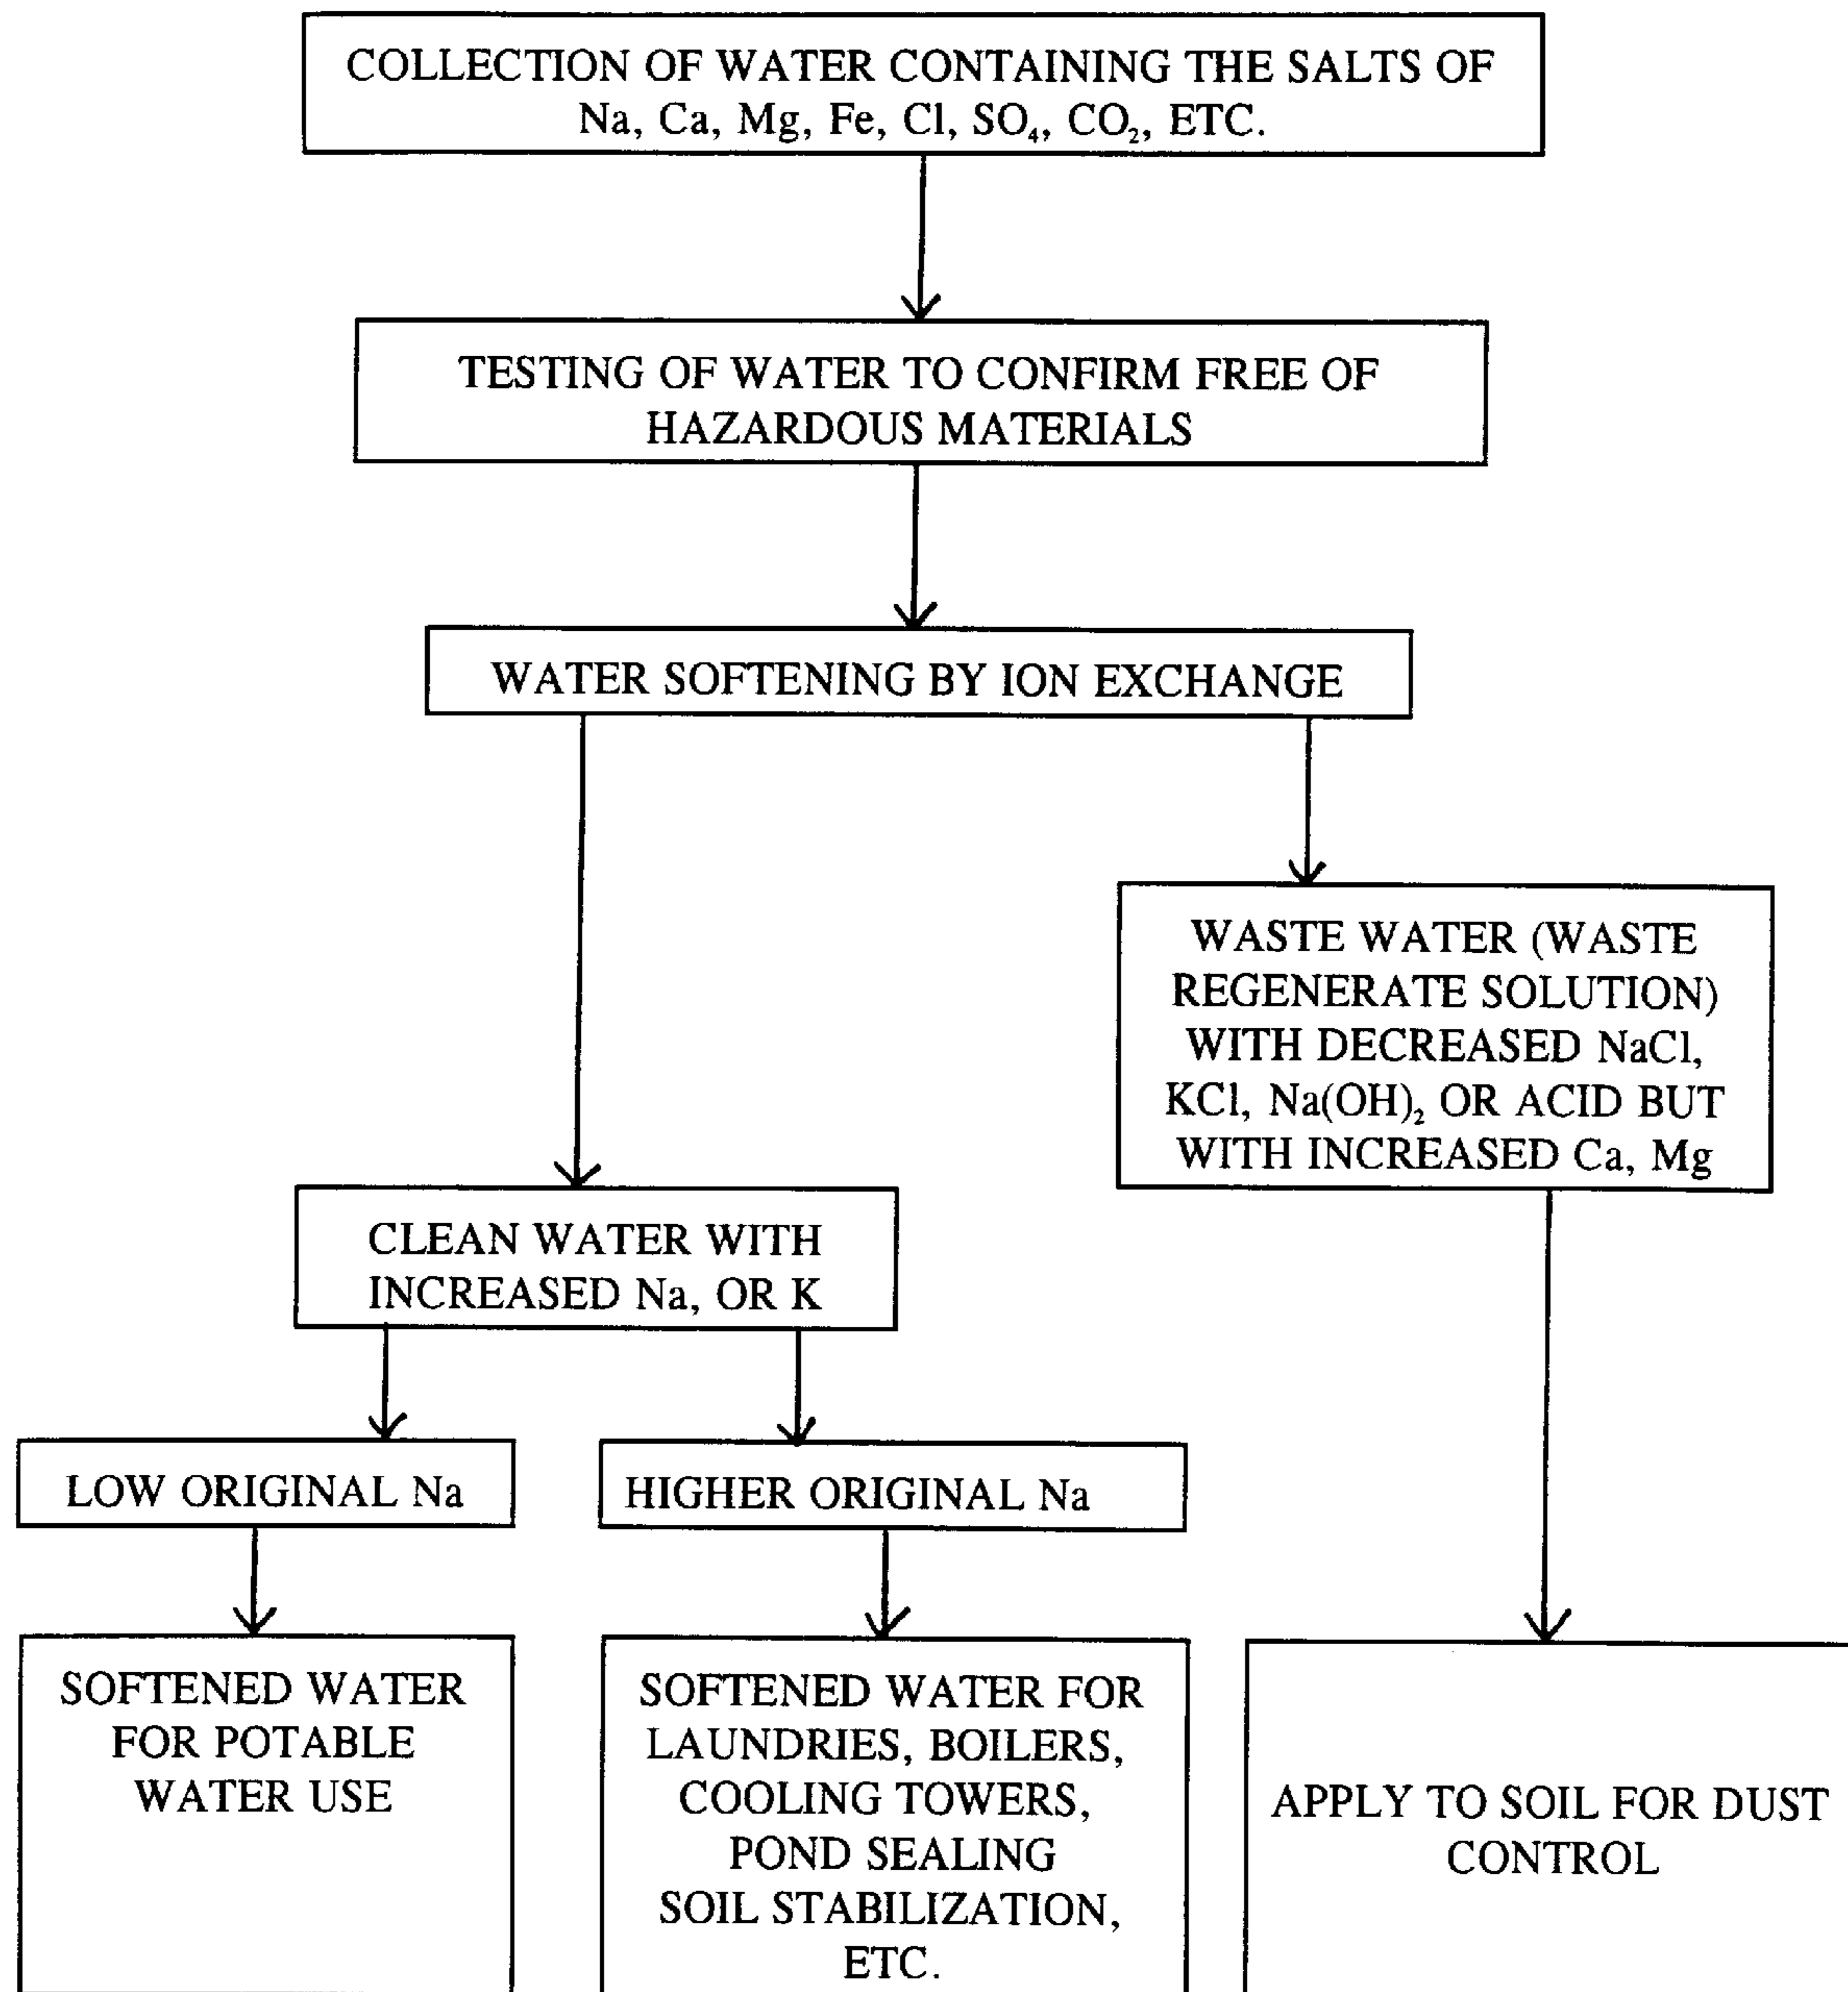 COLLECTION OF WATER CONTAINING THE SALTS OF
Na, Ca, Mg, Fe, Cl, SO₄, CO₂, ETC.
TESTING OF WATER TO CONFIRM FREE OF
HAZARDOUS MATERIALS
WATER SOFTENING BY ION EXCHANGE
WASTE WATER (WASTE
REGENERATE SOLUTION)
WITH DECREASED NaCl,
KCl, Na(OH)₂ OR ACID BUT
WITH INCREASED Ca, Mg
CLEAN WATER WITH
INCREASED Na, OR K
LOW ORIGINAL Na
HIGHER ORIGINAL Na
SOFTENED WATER
FOR POTABLE
WATER USE
SOFTENED WATER FOR
LAUNDRIES, BOILERS,
COOLING TOWERS,
POND SEALING
SOIL STABILIZATION,
ETC.
APPLY TO SOIL FOR DUST
CONTROL